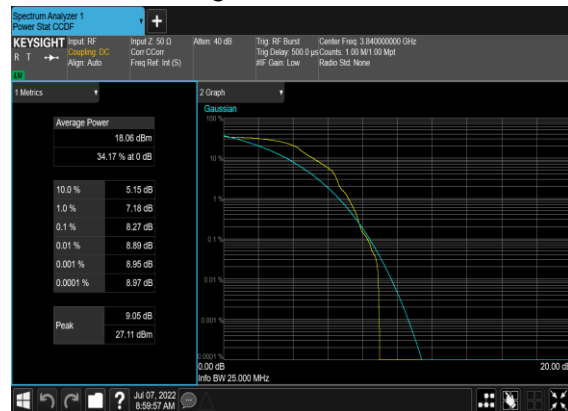 Spectrum Analyzer 1
Power Stat CCDF
KEYSIGHT
R T
LW
Input: RF
Coupling: DC
Align: Auto
Input Z: 50 Ω
Corr CCorr
Freq Ref: Int (S)
Atten: 40 dB
Trig: RF Burst
Trig Delay: 500.0 µs
#IF Gain: Low
Center Freq: 3.840000000 GHz
Counts: 1.00 M/1.00 Mpt
Radio Std: None
1 Metrics
Average Power
18.06 dBm
34.17 % at 0 dB
10.0 % 5.15 dB
1.0 % 7.18 dB
0.1 % 8.27 dB
0.01 % 8.89 dB
0.001 % 8.95 dB
0.0001 % 8.97 dB
Peak
9.05 dB
27.11 dBm
2 Graph
Gaussian
100 %
10 %
1 %
0.1 %
0.01 %
0.001 %
0.0001 %
0.00 dB
20.00 dB
Info BW 25.000 MHz
?
Jul 07, 2022
8:59:57 AM